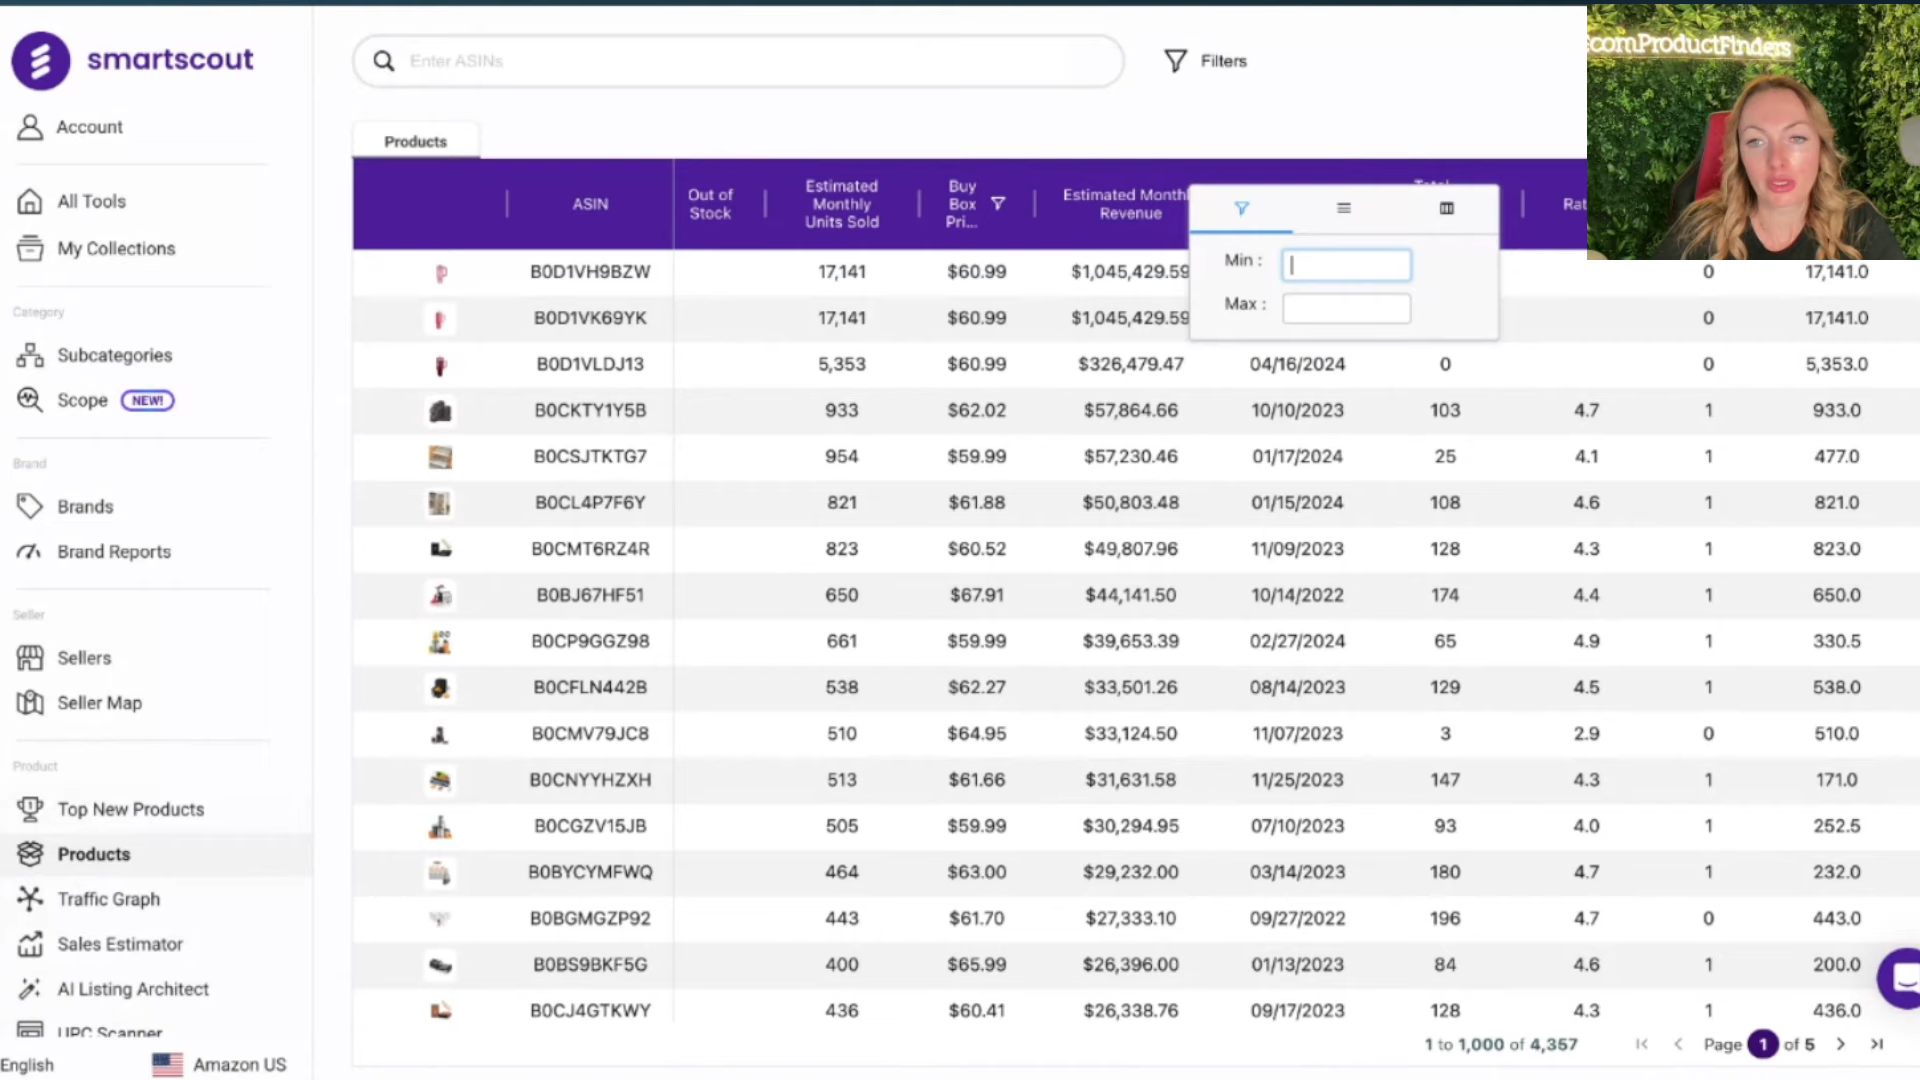 smartscout
Enter ASINs
Filters
comProductFinders
Account
All Tools
My Collections
Category
Subcategories
Scope NEW!
Brand
Brands
Brand Reports
Seller
Sellers
Seller Map
Product
Top New Products
Products
Traffic Graph
Sales Estimator
AI Listing Architect
UPC Scanner
English
Amazon US
Products
ASIN
Out of Stock
Estimated Monthly Units Sold
Buy Box Pri...
Estimated Monthl Revenue
Total
Rat
Min :
Max :
B0D1VH9BZW 17,141 $60.99 $1,045,429.59 0 17,141.0
B0D1VK69YK 17,141 $60.99 $1,045,429.59 0 17,141.0
B0D1VLDJ13 5,353 $60.99 $326,479.47 04/16/2024 0 0 5,353.0
B0CKTY1Y5B 933 $62.02 $57,864.66 10/10/2023 103 4.7 1 933.0
B0CSJTKTG7 954 $59.99 $57,230.46 01/17/2024 25 4.1 1 477.0
B0CL4P7F6Y 821 $61.88 $50,803.48 01/15/2024 108 4.6 1 821.0
B0CMT6RZ4R 823 $60.52 $49,807.96 11/09/2023 128 4.3 1 823.0
B0BJ67HF51 650 $67.91 $44,141.50 10/14/2022 174 4.4 1 650.0
B0CP9GGZ98 661 $59.99 $39,653.39 02/27/2024 65 4.9 1 330.5
B0CFLN442B 538 $62.27 $33,501.26 08/14/2023 129 4.5 1 538.0
B0CMV79JC8 510 $64.95 $33,124.50 11/07/2023 3 2.9 0 510.0
B0CNYYHZXH 513 $61.66 $31,631.58 11/25/2023 147 4.3 1 171.0
B0CGZV15JB 505 $59.99 $30,294.95 07/10/2023 93 4.0 1 252.5
B0BYCYMFWQ 464 $63.00 $29,232.00 03/14/2023 180 4.7 1 232.0
B0BGMGZP92 443 $61.70 $27,333.10 09/27/2022 196 4.7 0 443.0
B0BS9BKF5G 400 $65.99 $26,396.00 01/13/2023 84 4.6 1 200.0
B0CJ4GTKWY 436 $60.41 $26,338.76 09/17/2023 128 4.3 1 436.0
1 to 1,000 of 4,357
Page 1 of 5